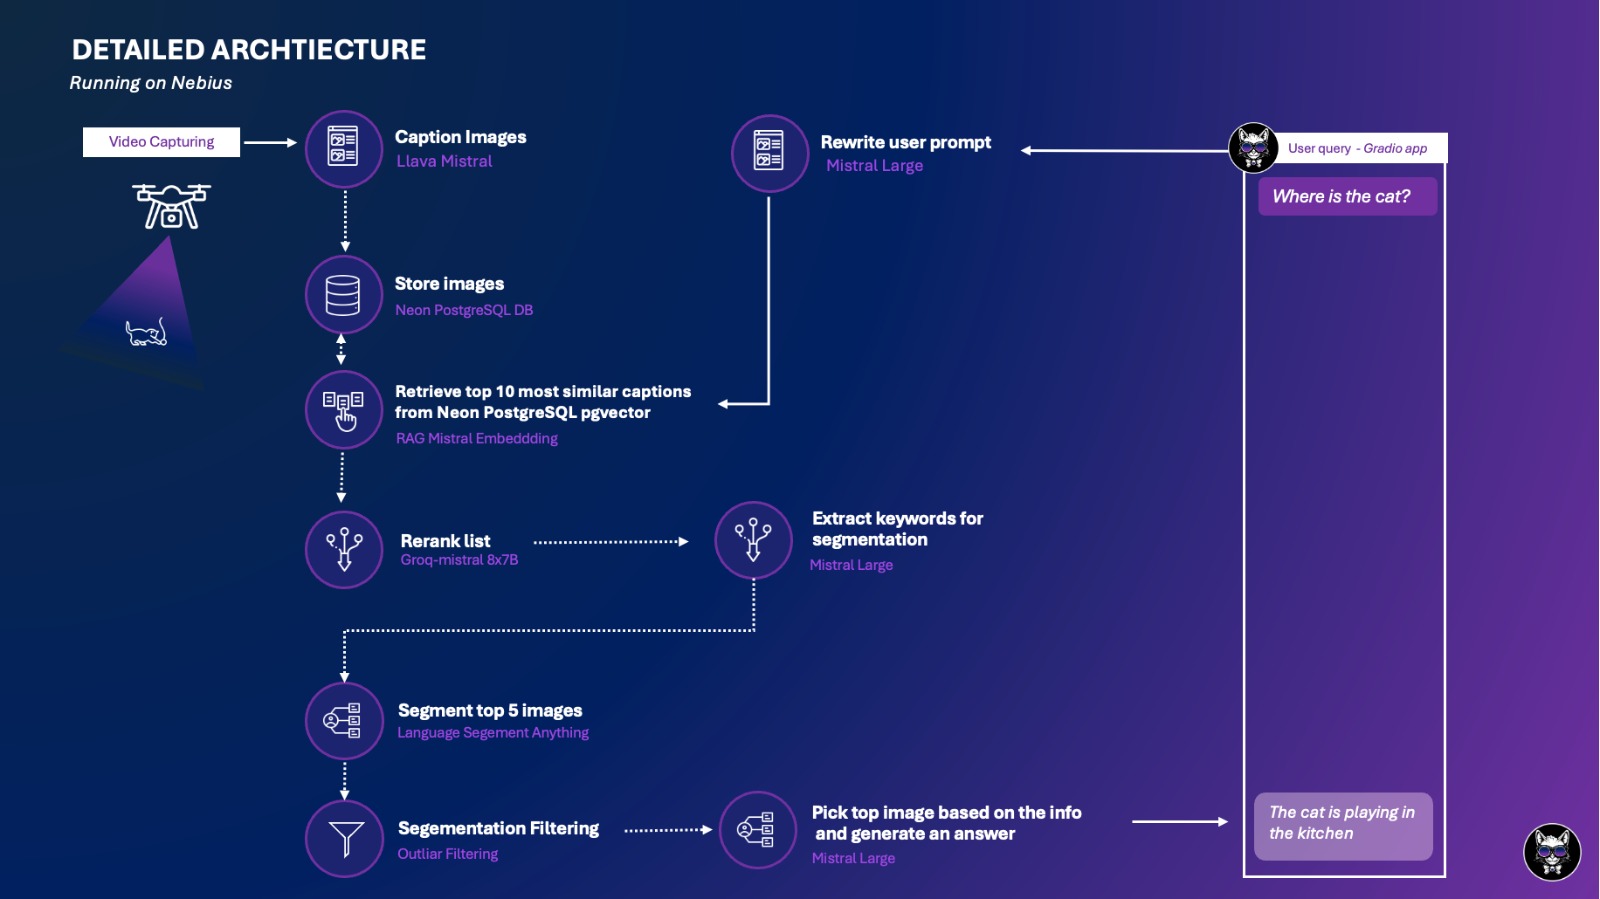 DETAILED ARCHTIECTURE
Running on Nebius
Video Capturing
Caption Images
Llava Mistral
Rewrite user prompt
Mistral Large
User query - Gradio app
Where is the cat?
Store images
Neon PostgreSQL DB
Retrieve top 10 most similar captions
from Neon PostgreSQL pgvector
RAG Mistral Embeddding
Rerank list
Groq-mistral 8x7B
Extract keywords for
segmentation
Mistral Large
Segment top 5 images
Language Segement Anything
Segementation Filtering
Outliar Filtering
Pick top image based on the info
and generate an answer
Mistral Large
The cat is playing in
the kitchen